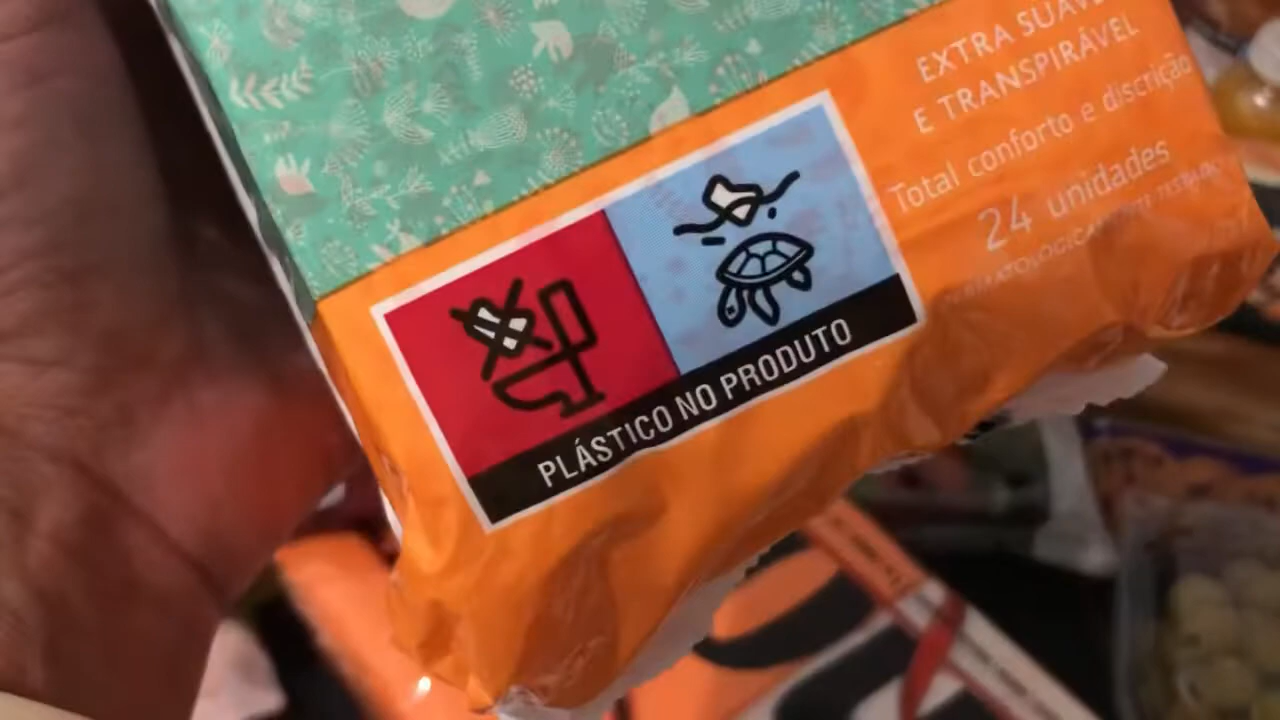 EXTRA SUAVE
E TRANSPIRÁVEL
Total conforto e discrição
24 unidades
PLÁSTICO NO PRODUTO